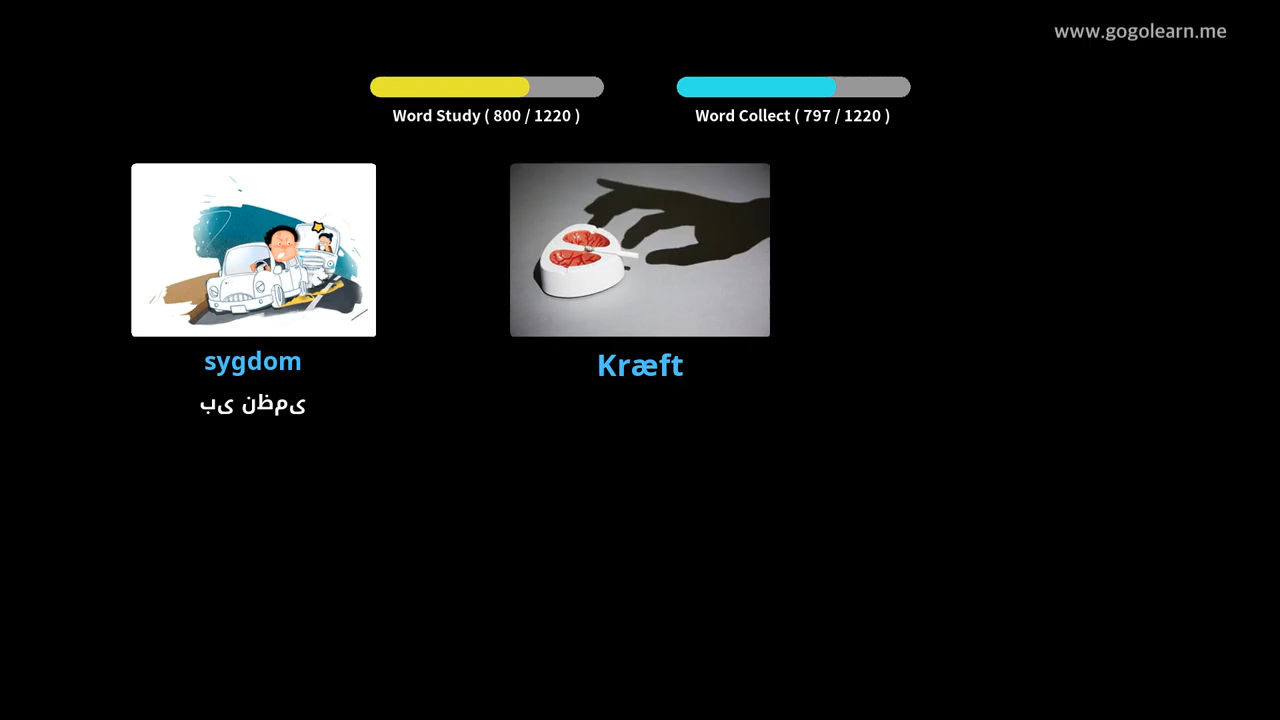 www.gogolearn.me
Word Study ( 800 / 1220 )
Word Collect ( 797 / 1220 )
sygdom
بی نظمی
Kræft